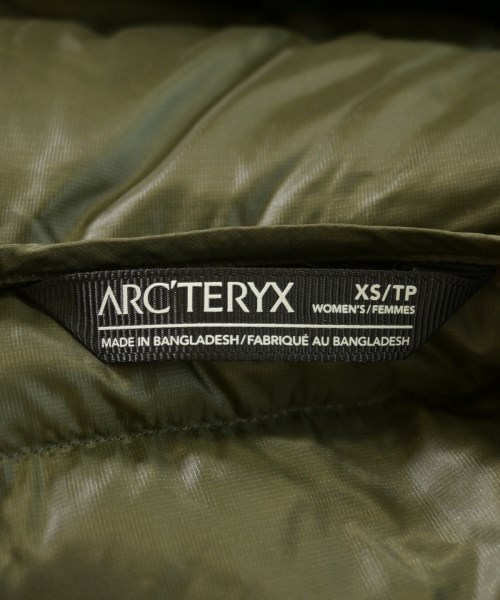 ARC'TERYX XS/TP
WOMEN'S/FEMMES
MADE IN BANGLADESH/FABRIQUÉ AU BANGLADESH